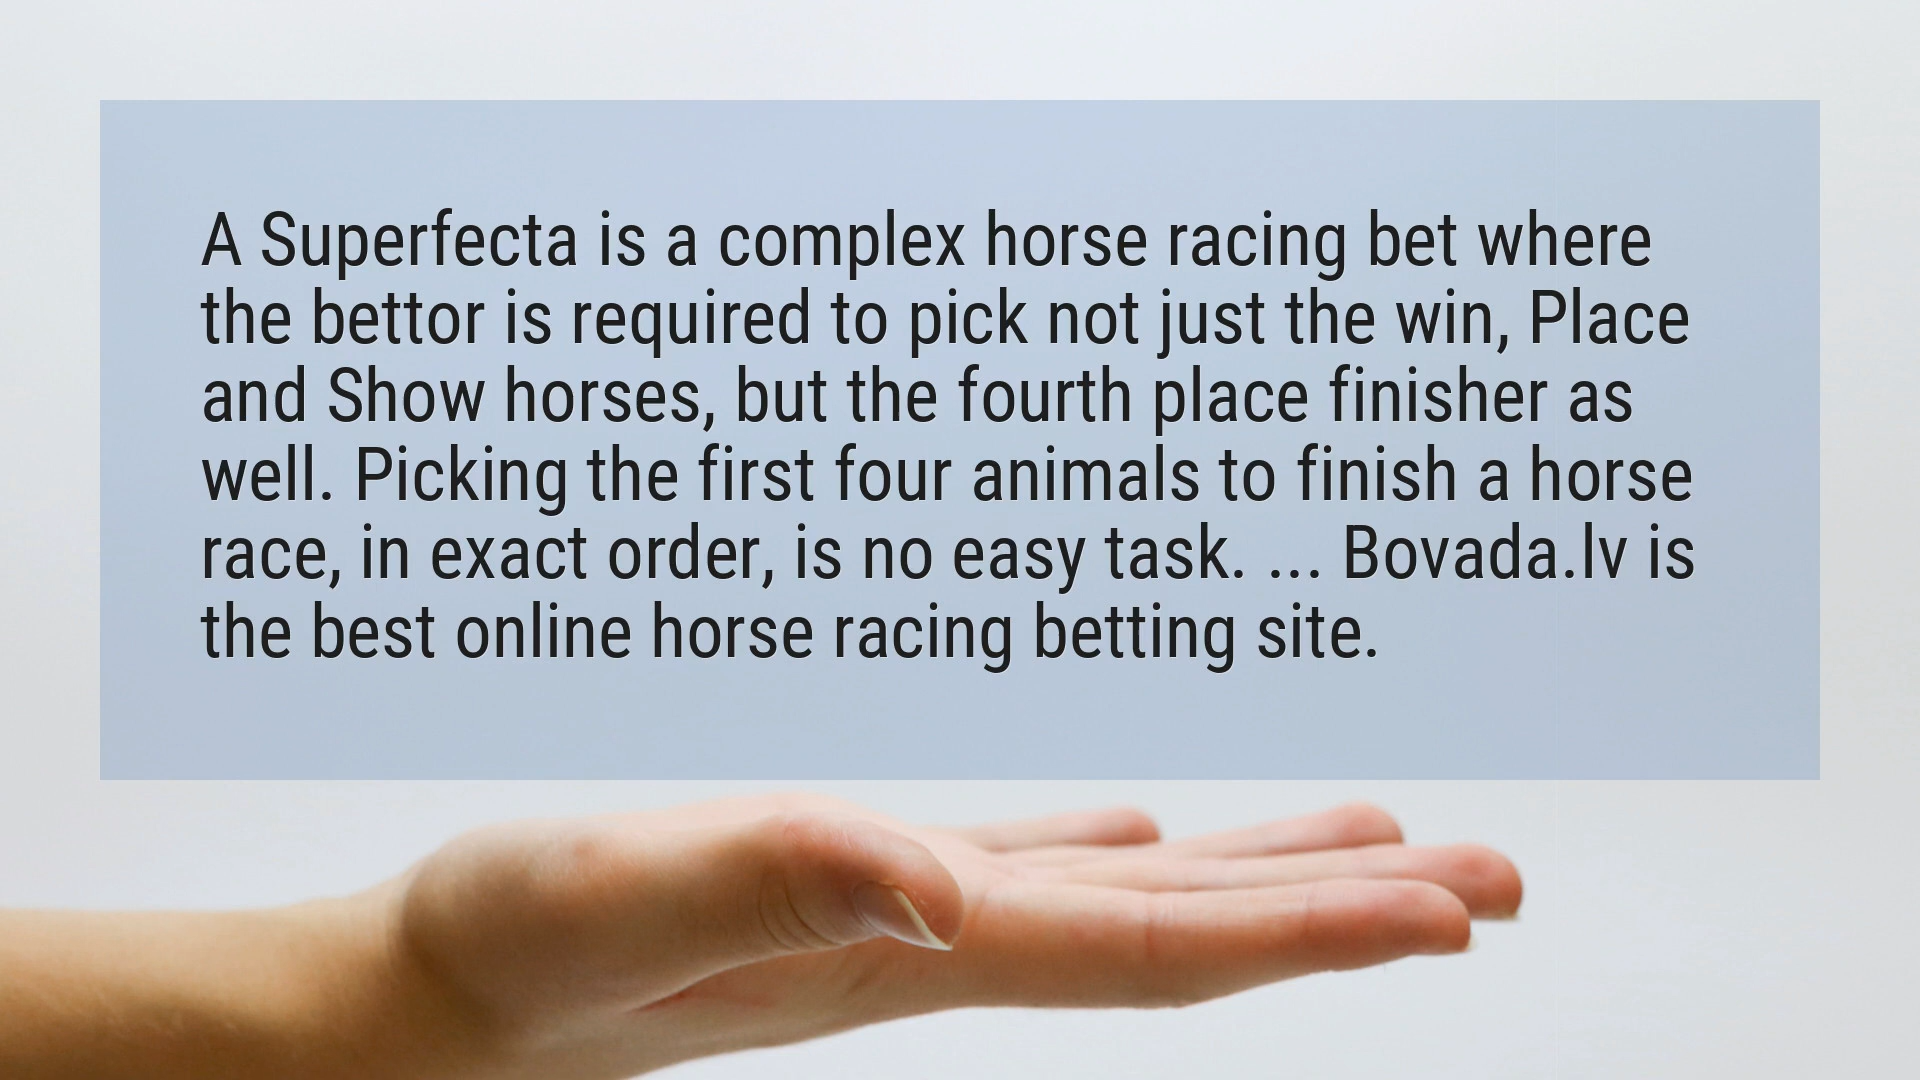 A Superfecta is a complex horse racing bet where
the bettor is required to pick not just the win, Place
and Show horses, but the fourth place finisher as
well. Picking the first four animals to finish a horse
race, in exact order, is no easy task. ... Bovada.lv is
the best online horse racing betting site.